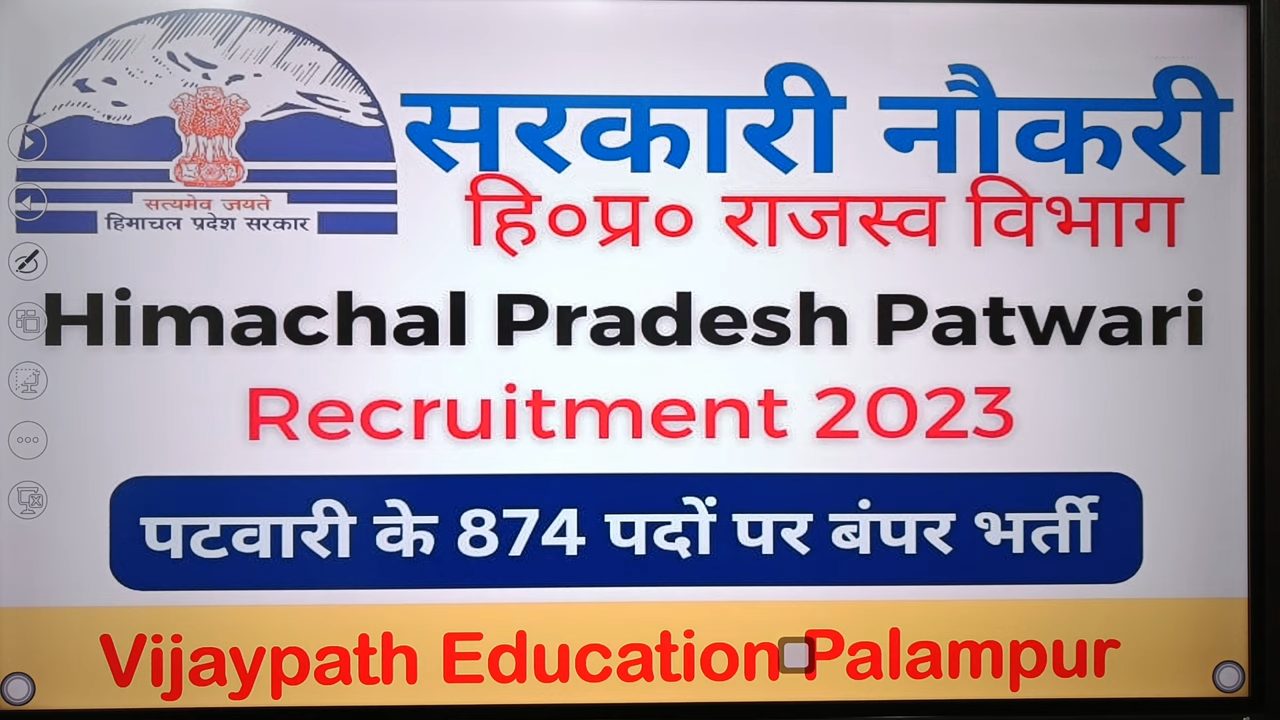 सत्यमेव जयते
हिमाचल प्रदेश सरकार
सरकारी नौकरी
हि०प्र० राजस्व विभाग
Himachal Pradesh Patwari
Recruitment 2023
पटवारी के 874 पदों पर बंपर भर्ती
Vijaypath Education Palampur